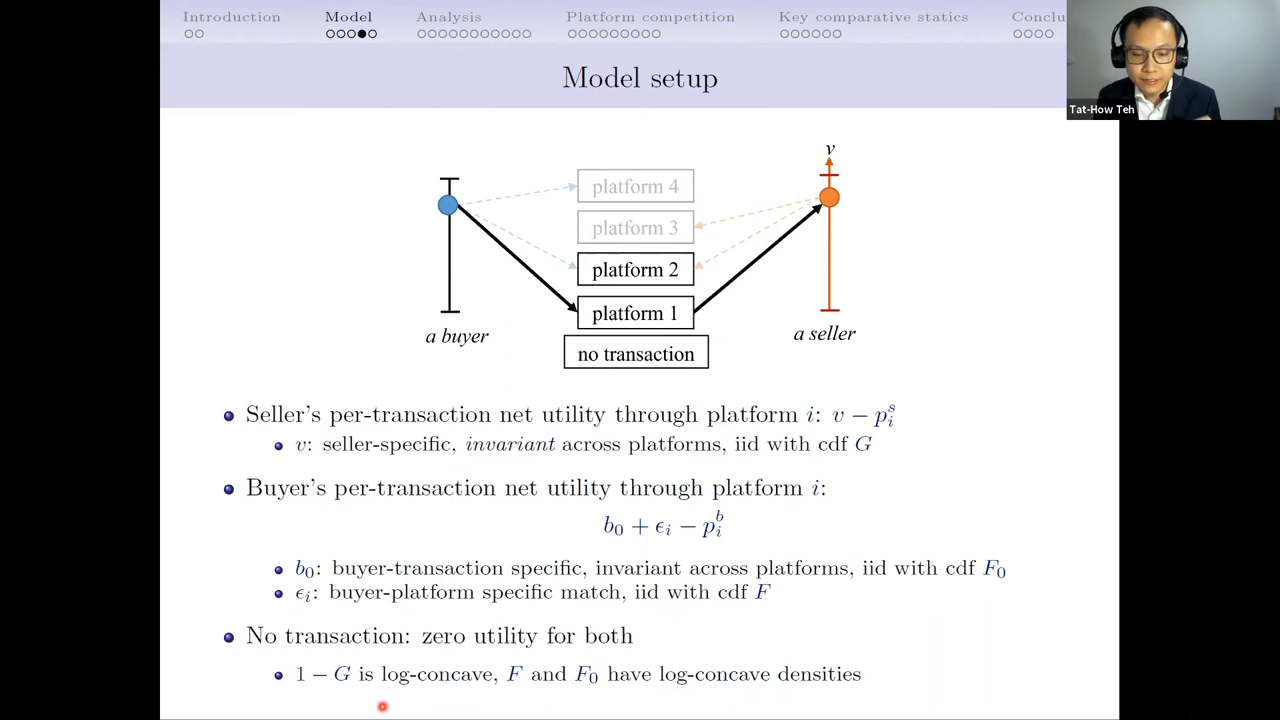 Introduction Model Analysis Platform competition Key comparative statics Conclu
Model setup
Tat-How Teh
v
platform 4
platform 3
platform 2
platform 1
no transaction
a buyer
a seller
Seller's per-transaction net utility through platform i: v − p_i^s
v: seller-specific, invariant across platforms, iid with cdf G
Buyer's per-transaction net utility through platform i:
b_0 + ϵ_i − p_i^b
b_0: buyer-transaction specific, invariant across platforms, iid with cdf F_0
ϵ_i: buyer-platform specific match, iid with cdf F
No transaction: zero utility for both
1 − G is log-concave, F and F_0 have log-concave densities